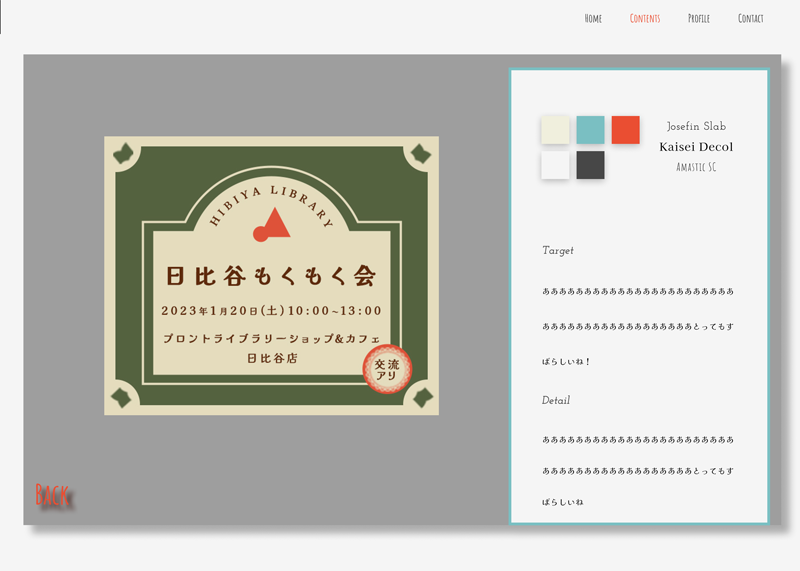 Home Contents Profile Contact
HIBIYA LIBRARY
日比谷もくもく会
2023年1月20日(土)10:00~13:00
プロントライブラリーショップ&カフェ
日比谷店
交流
アリ
Back
Josefin Slab
Kaisei Decol
Amastic SC
Target
あああああああああああああああああああああああ
ああああああああああああああああああとってもす
ばらしいね！
Detail
あああああああああああああああああああああああ
ああああああああああああああああああとってもす
ばらしいね